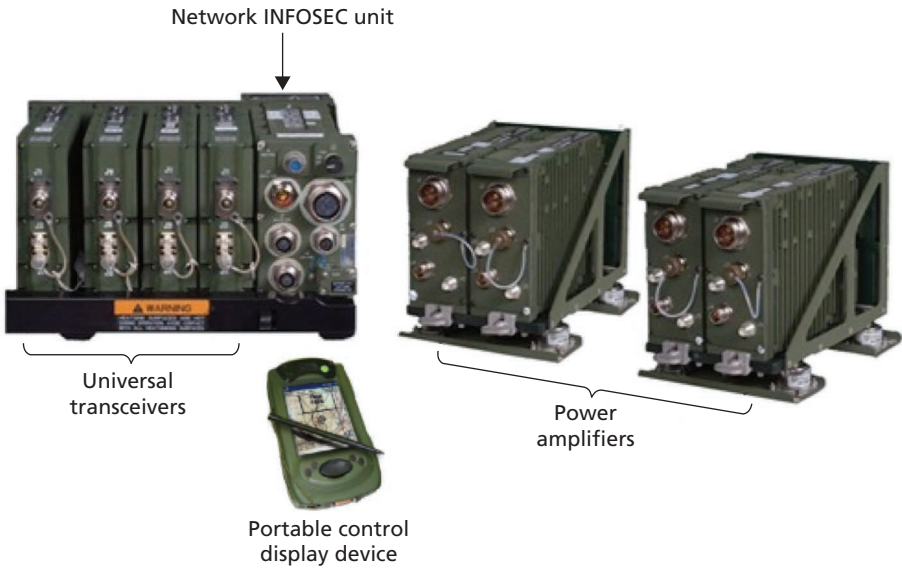 Network INFOSEC unit
WARNING
Universal
transceivers
Power
amplifiers
Portable control
display device